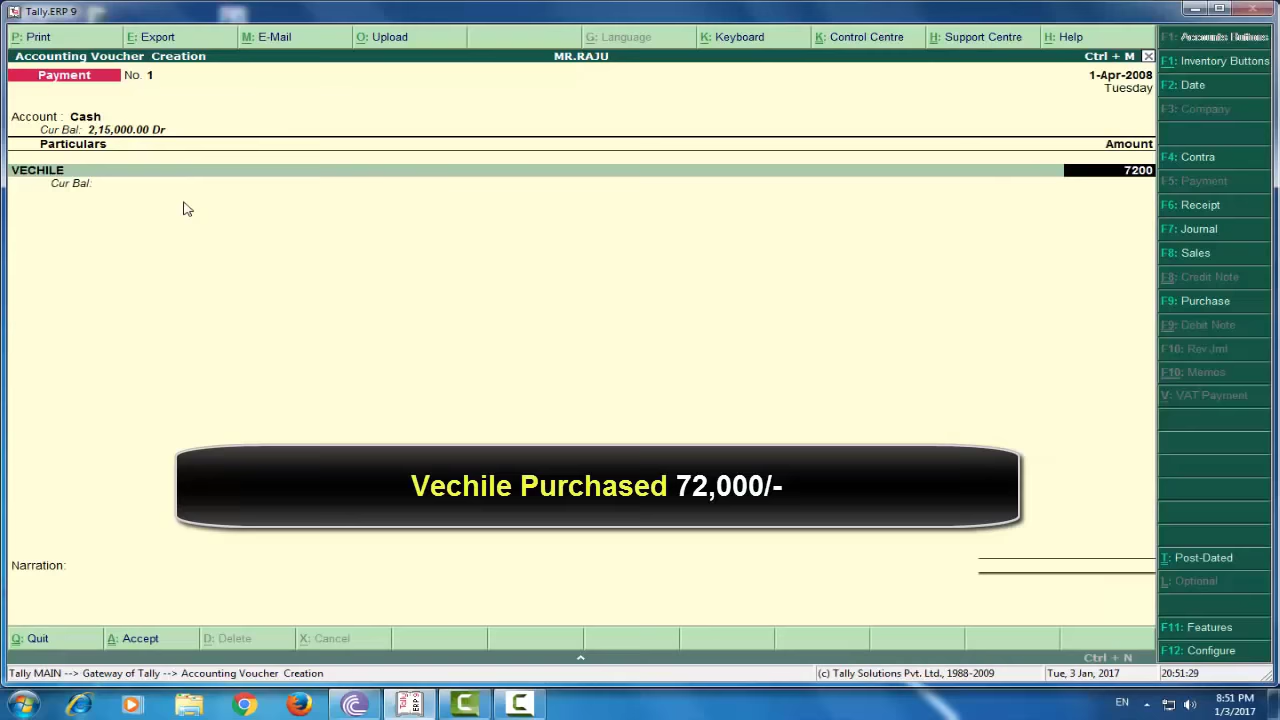 Tally.ERP 9
P: Print E: Export M: E-Mail O: Upload G: Language K: Keyboard K: Control Centre H: Support Centre H: Help
Accounting Voucher Creation MR.RAJU Ctrl + M
Payment No. 1 1-Apr-2008
Tuesday
Account : Cash
Cur Bal: 2,15,000.00 Dr
Particulars Amount
VECHILE 7200
Cur Bal:
Vechile Purchased 72,000/-
Narration:
Q: Quit A: Accept D: Delete X: Cancel
Ctrl + N
F1: Accounts Buttons
F1: Inventory Buttons
F2: Date
F3: Company
F4: Contra
F5: Payment
F6: Receipt
F7: Journal
F8: Sales
F8: Credit Note
F9: Purchase
F9: Debit Note
F10: Rev Jrnl
F10: Memos
V: VAT Payment
T: Post-Dated
L: Optional
F11: Features
F12: Configure
Tally MAIN --> Gateway of Tally --> Accounting Voucher Creation (c) Tally Solutions Pvt. Ltd., 1988-2009 Tue, 3 Jan, 2017 20:51:29
EN 8:51 PM
1/3/2017